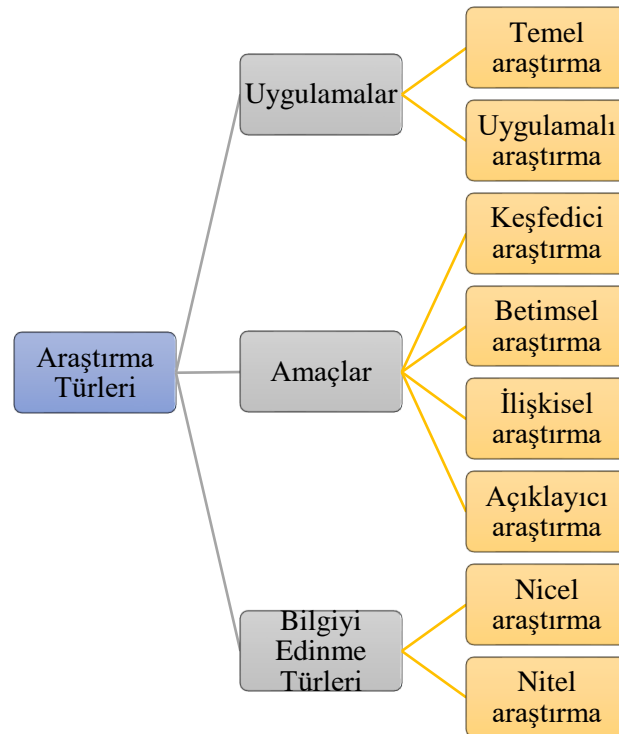 Araştırma
Türleri
Uygulamalar
Temel
araştırma
Uygulamalı
araştırma
Amaçlar
Keşfedici
araştırma
Betimsel
araştırma
İlişkisel
araştırma
Açıklayıcı
araştırma
Bilgiyi
Edinme
Türleri
Nicel
araştırma
Nitel
araştırma